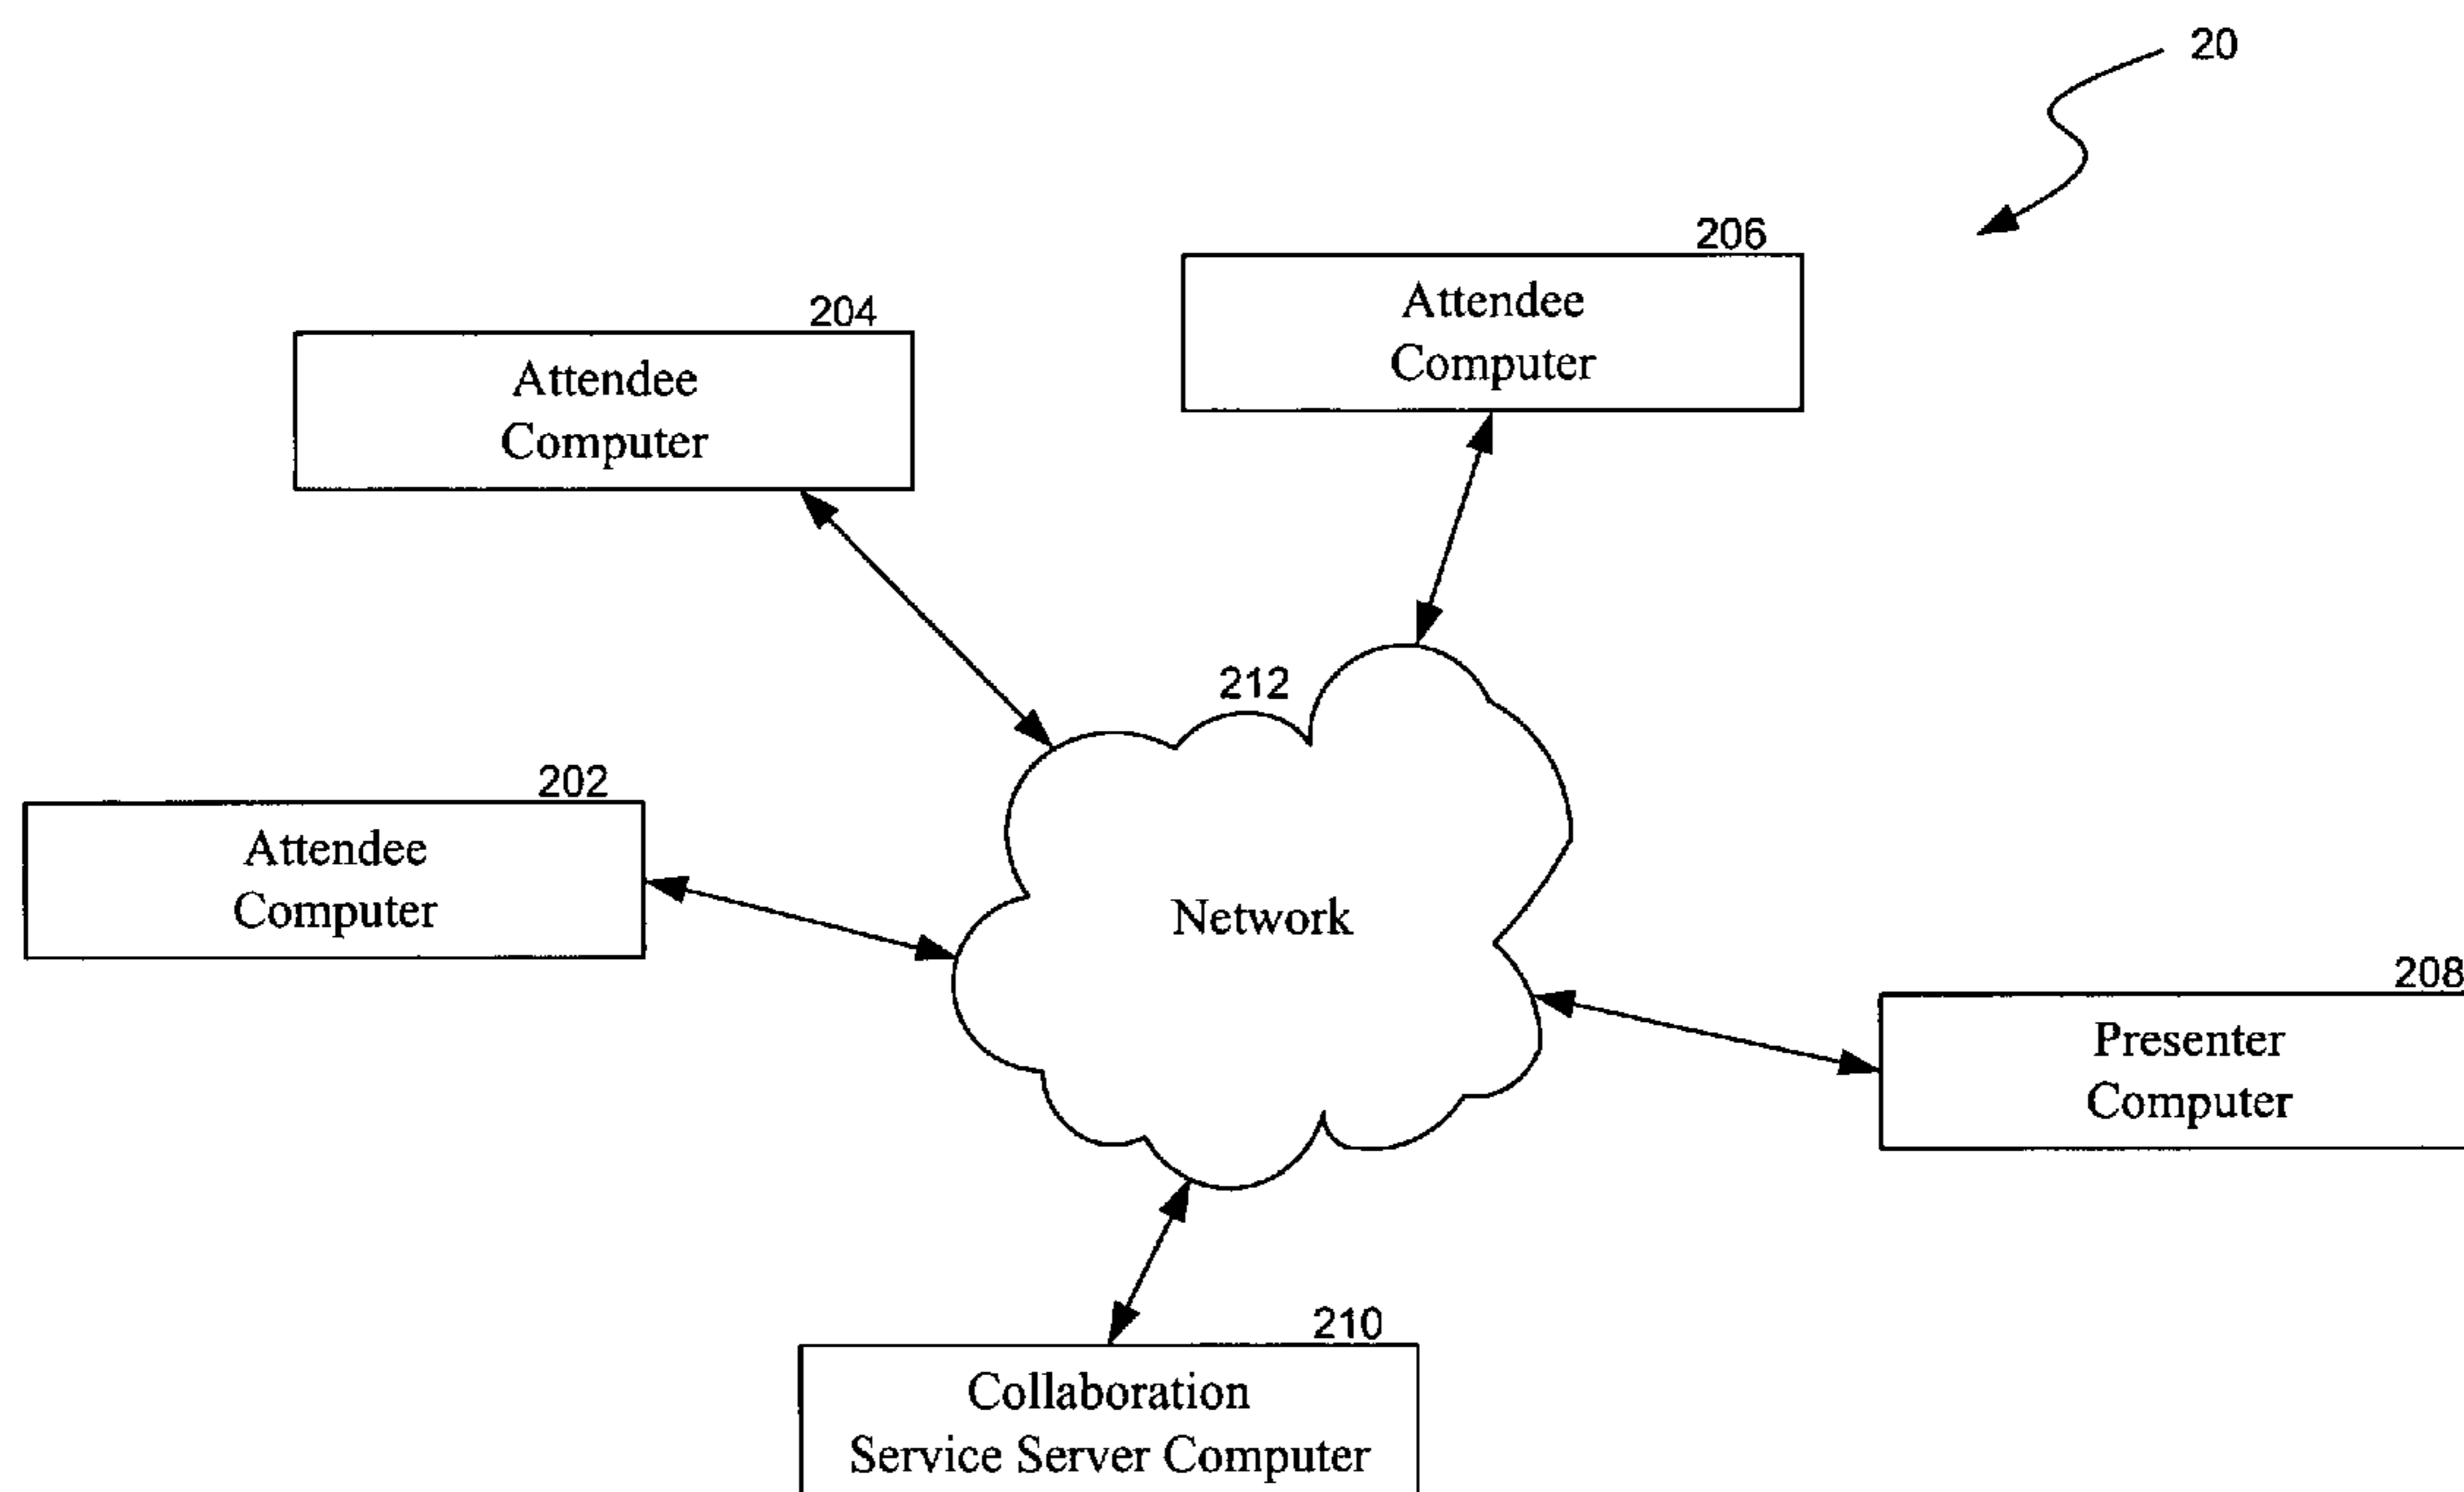 20
206
Attendee
Computer
204
Attendee
Computer
212
202
Attendee
Computer
Network
208
Presenter
Computer
210
Collaboration
Service Server Computer